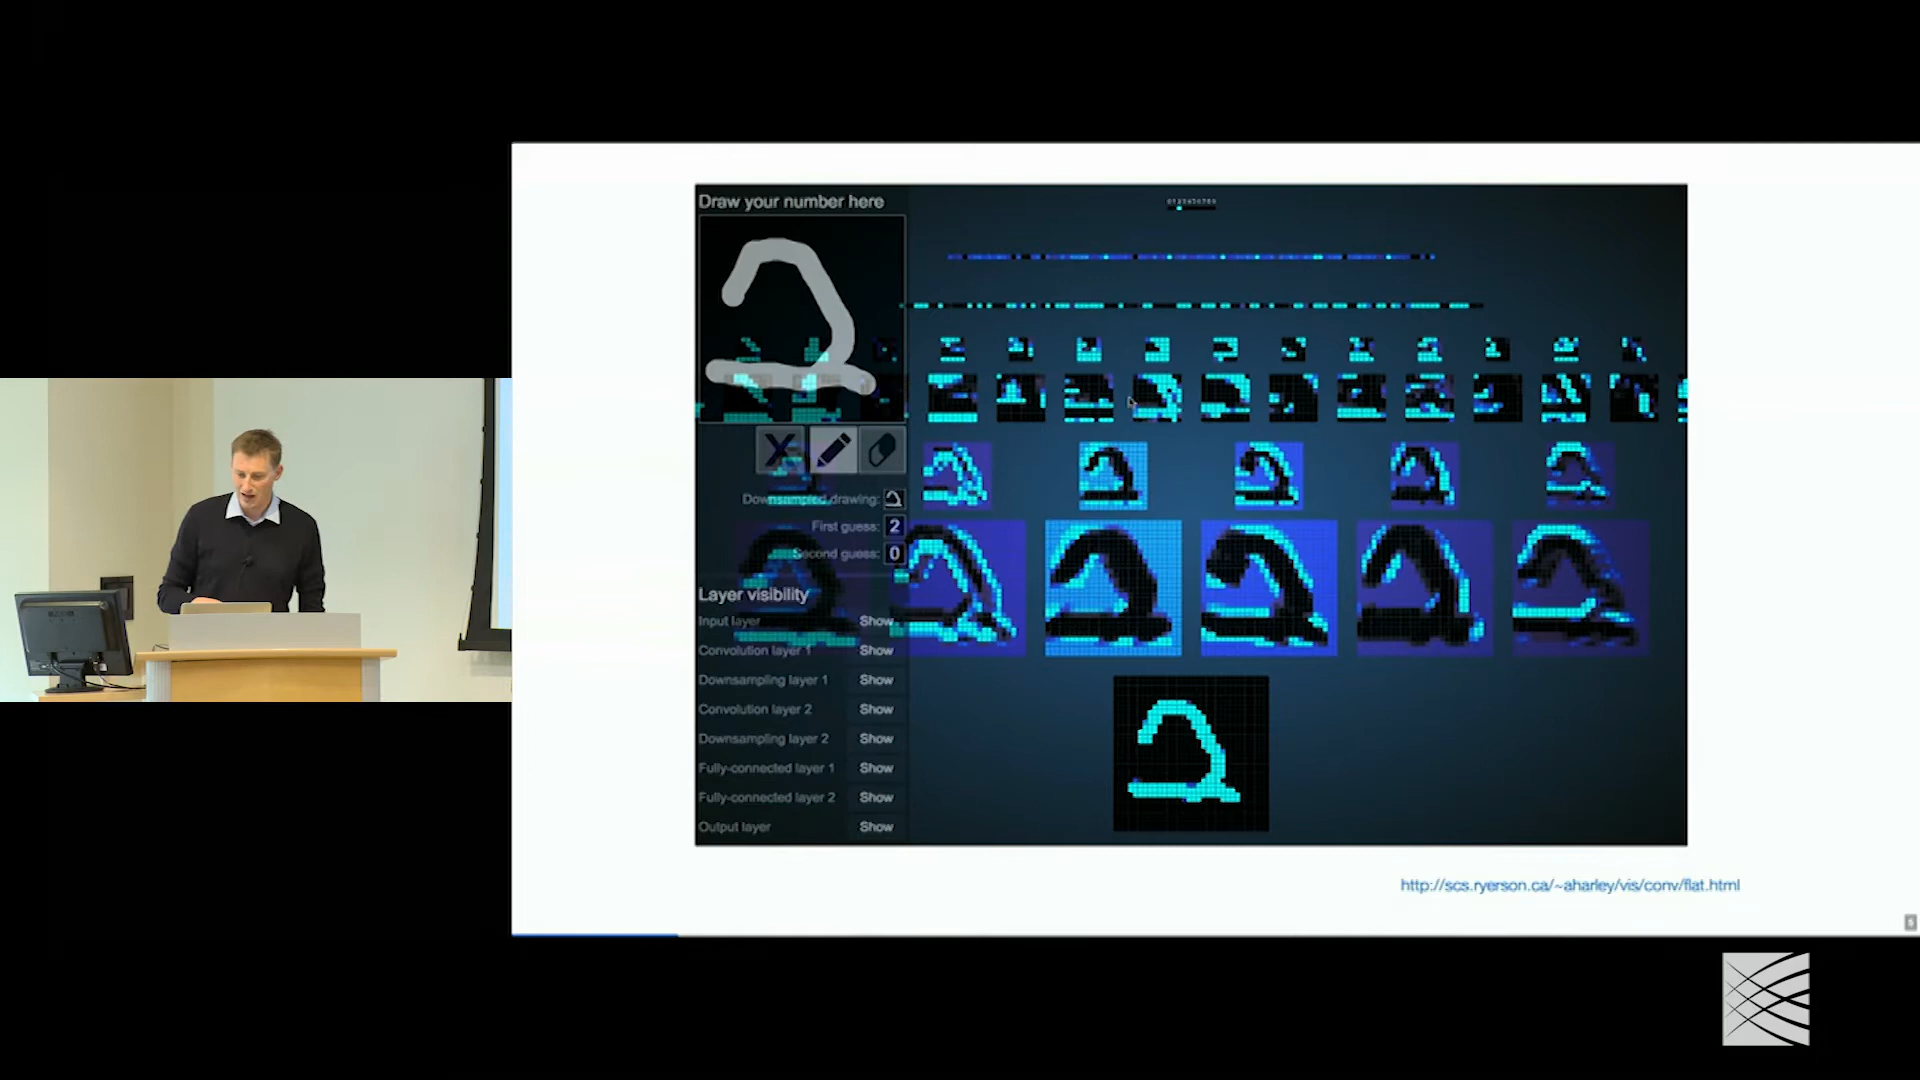 Draw your number here
0123456789
Downsampled drawing:
First guess: 2
Second guess: 0
Layer visibility
Input layer Show
Convolution layer 1 Show
Downsampling layer 1 Show
Convolution layer 2 Show
Downsampling layer 2 Show
Fully-connected layer 1 Show
Fully-connected layer 2 Show
Output layer Show
http://scs.ryerson.ca/~aharley/vis/conv/flat.html
5